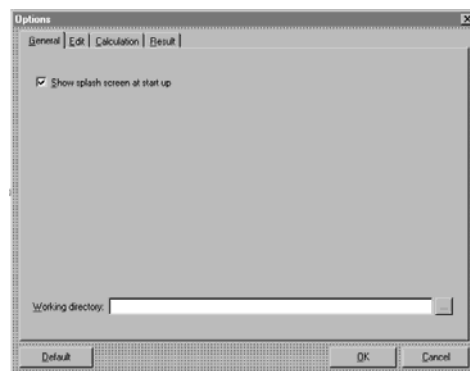 Options
General Edit Calculation Result
Show splash screen at start up
Working directory: ...
Default OK Cancel